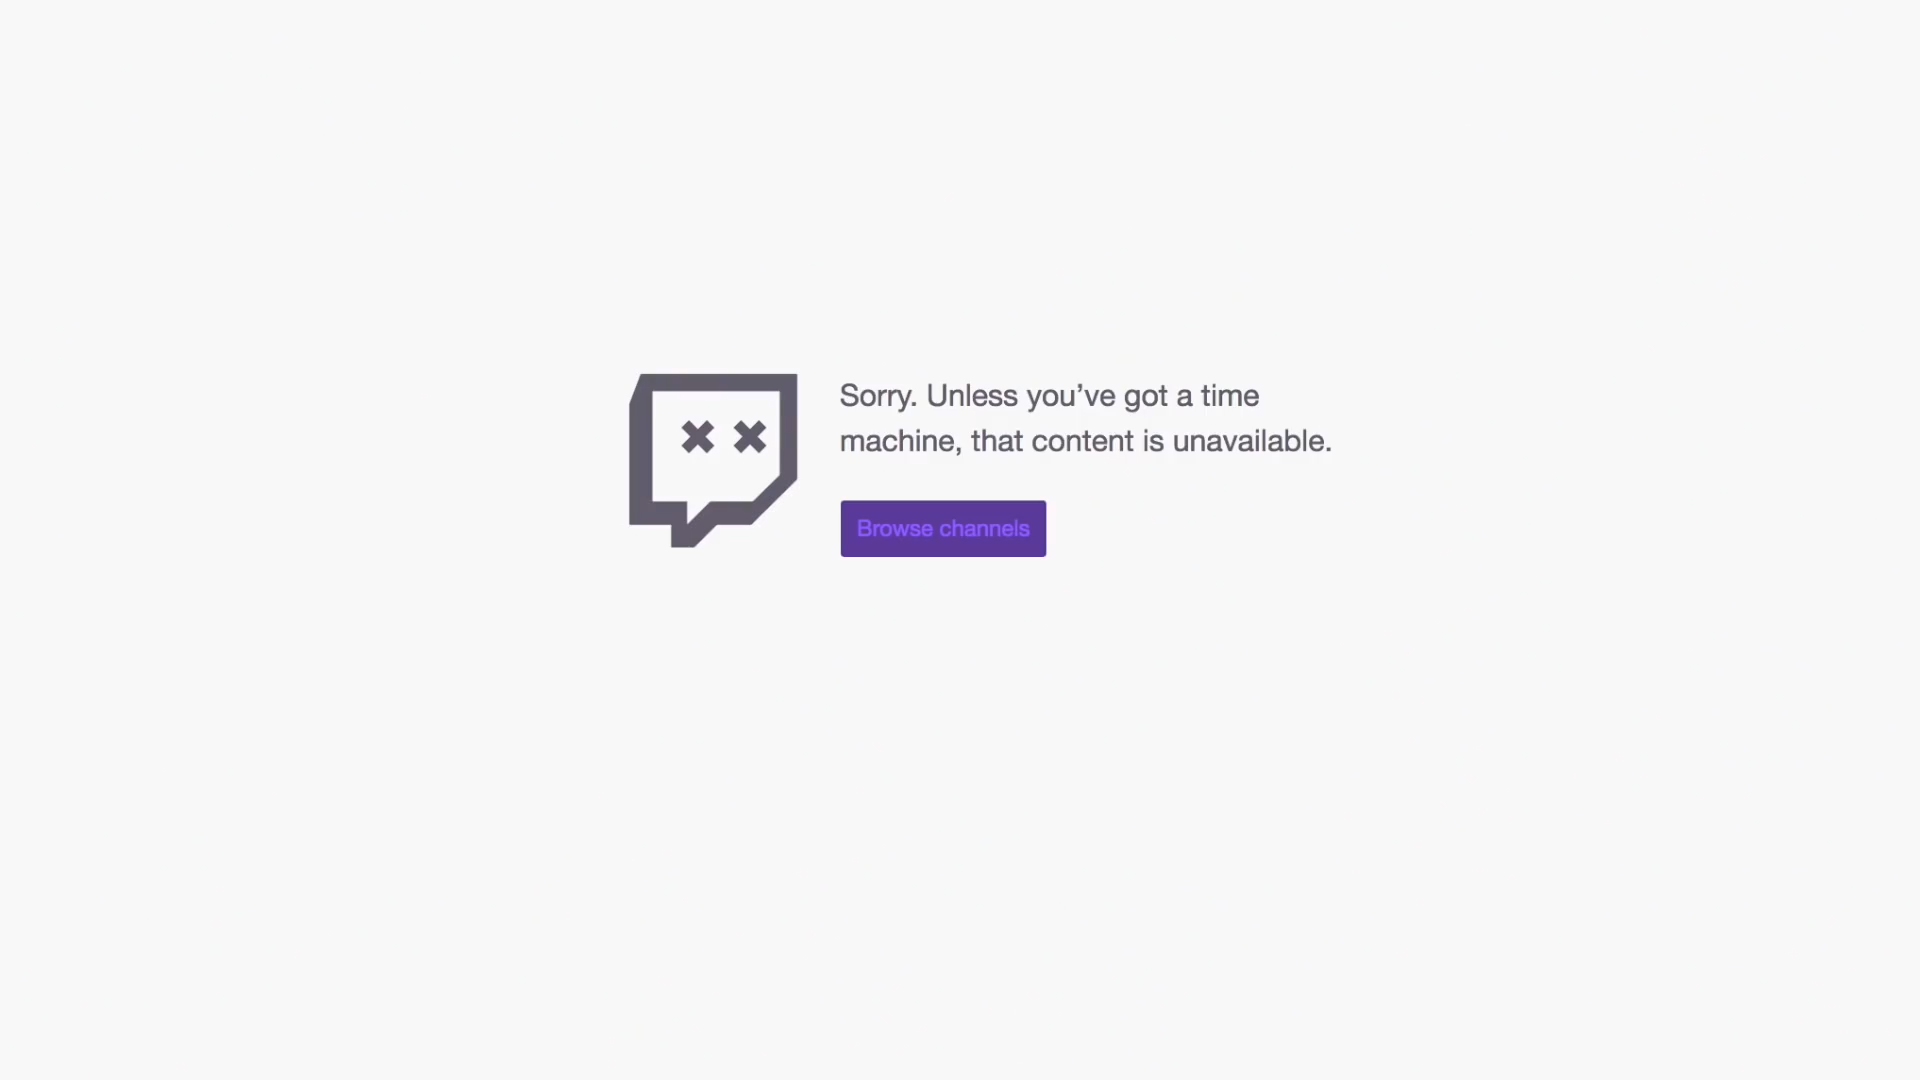 Sorry. Unless you’ve got a time
machine, that content is unavailable.
Browse channels